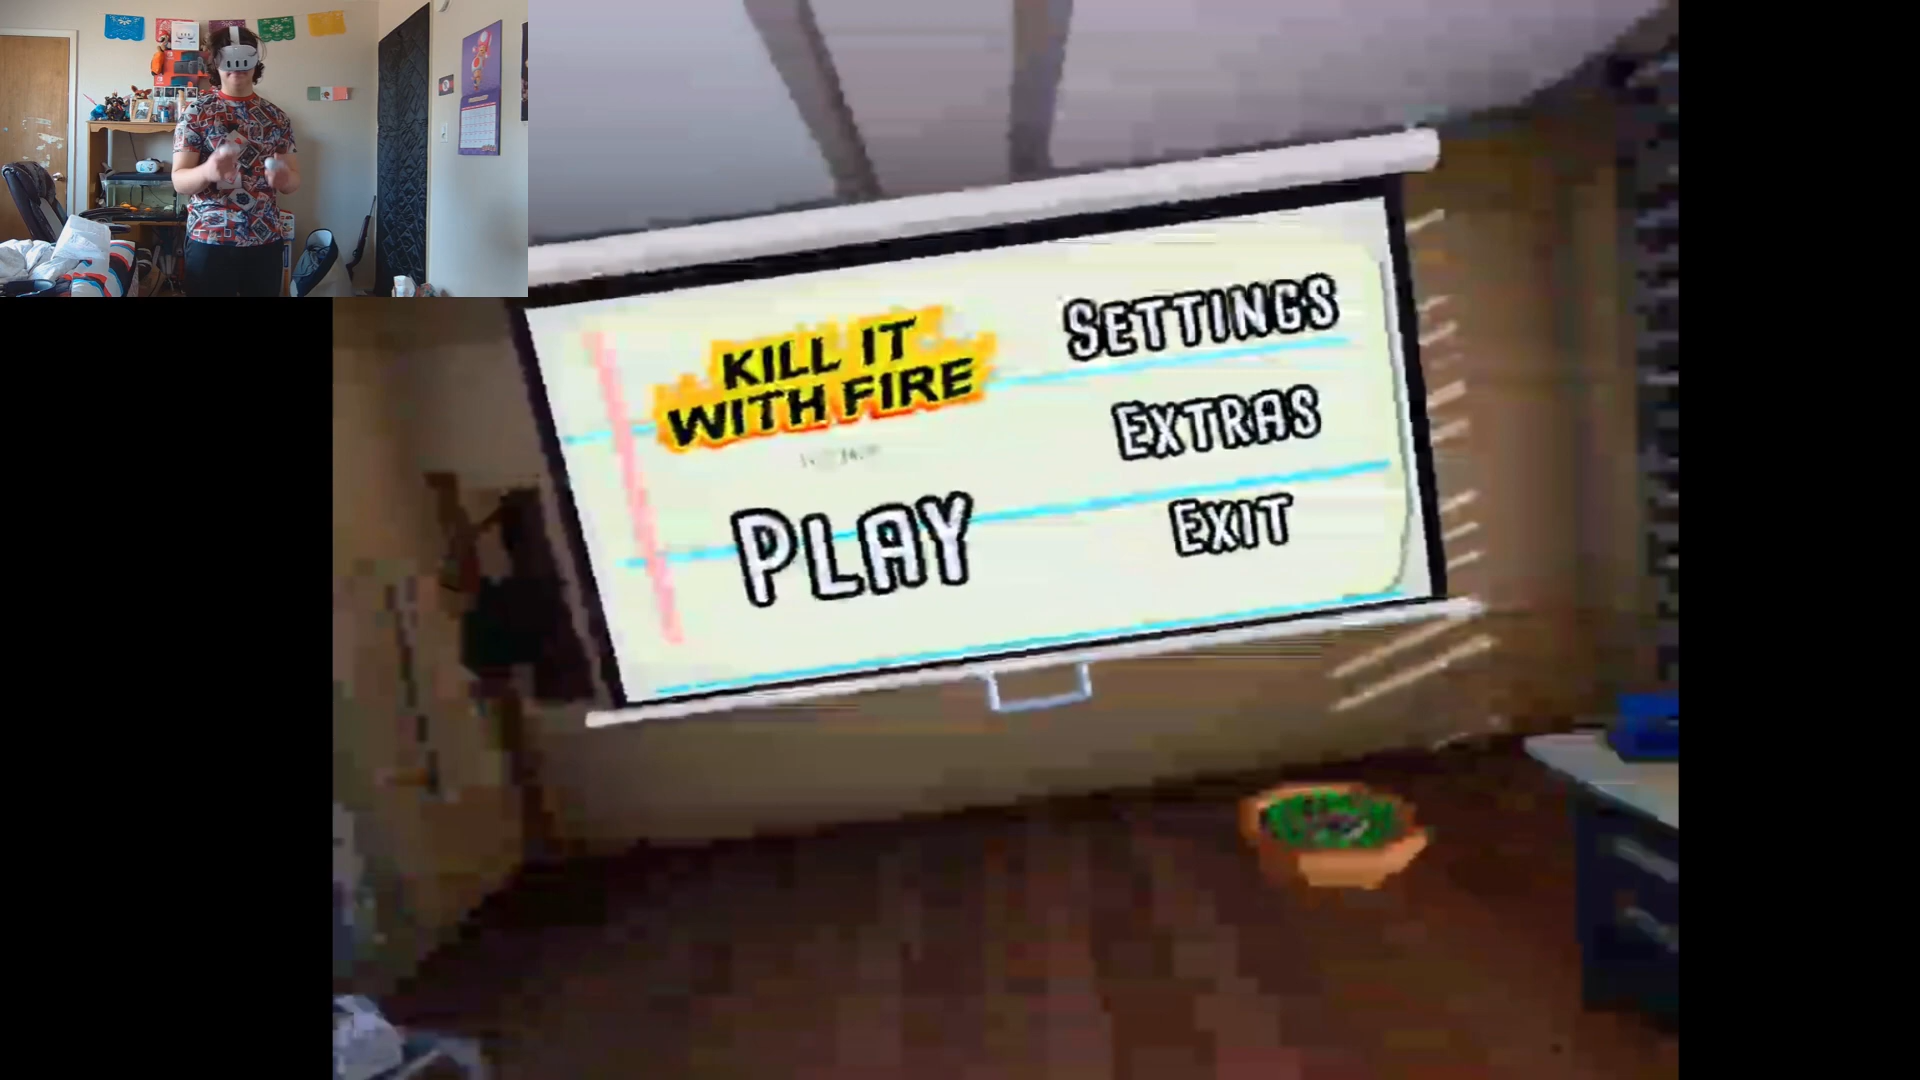 KILL IT
WITH FIRE
PLAY
SETTINGS
EXTRAS
EXIT